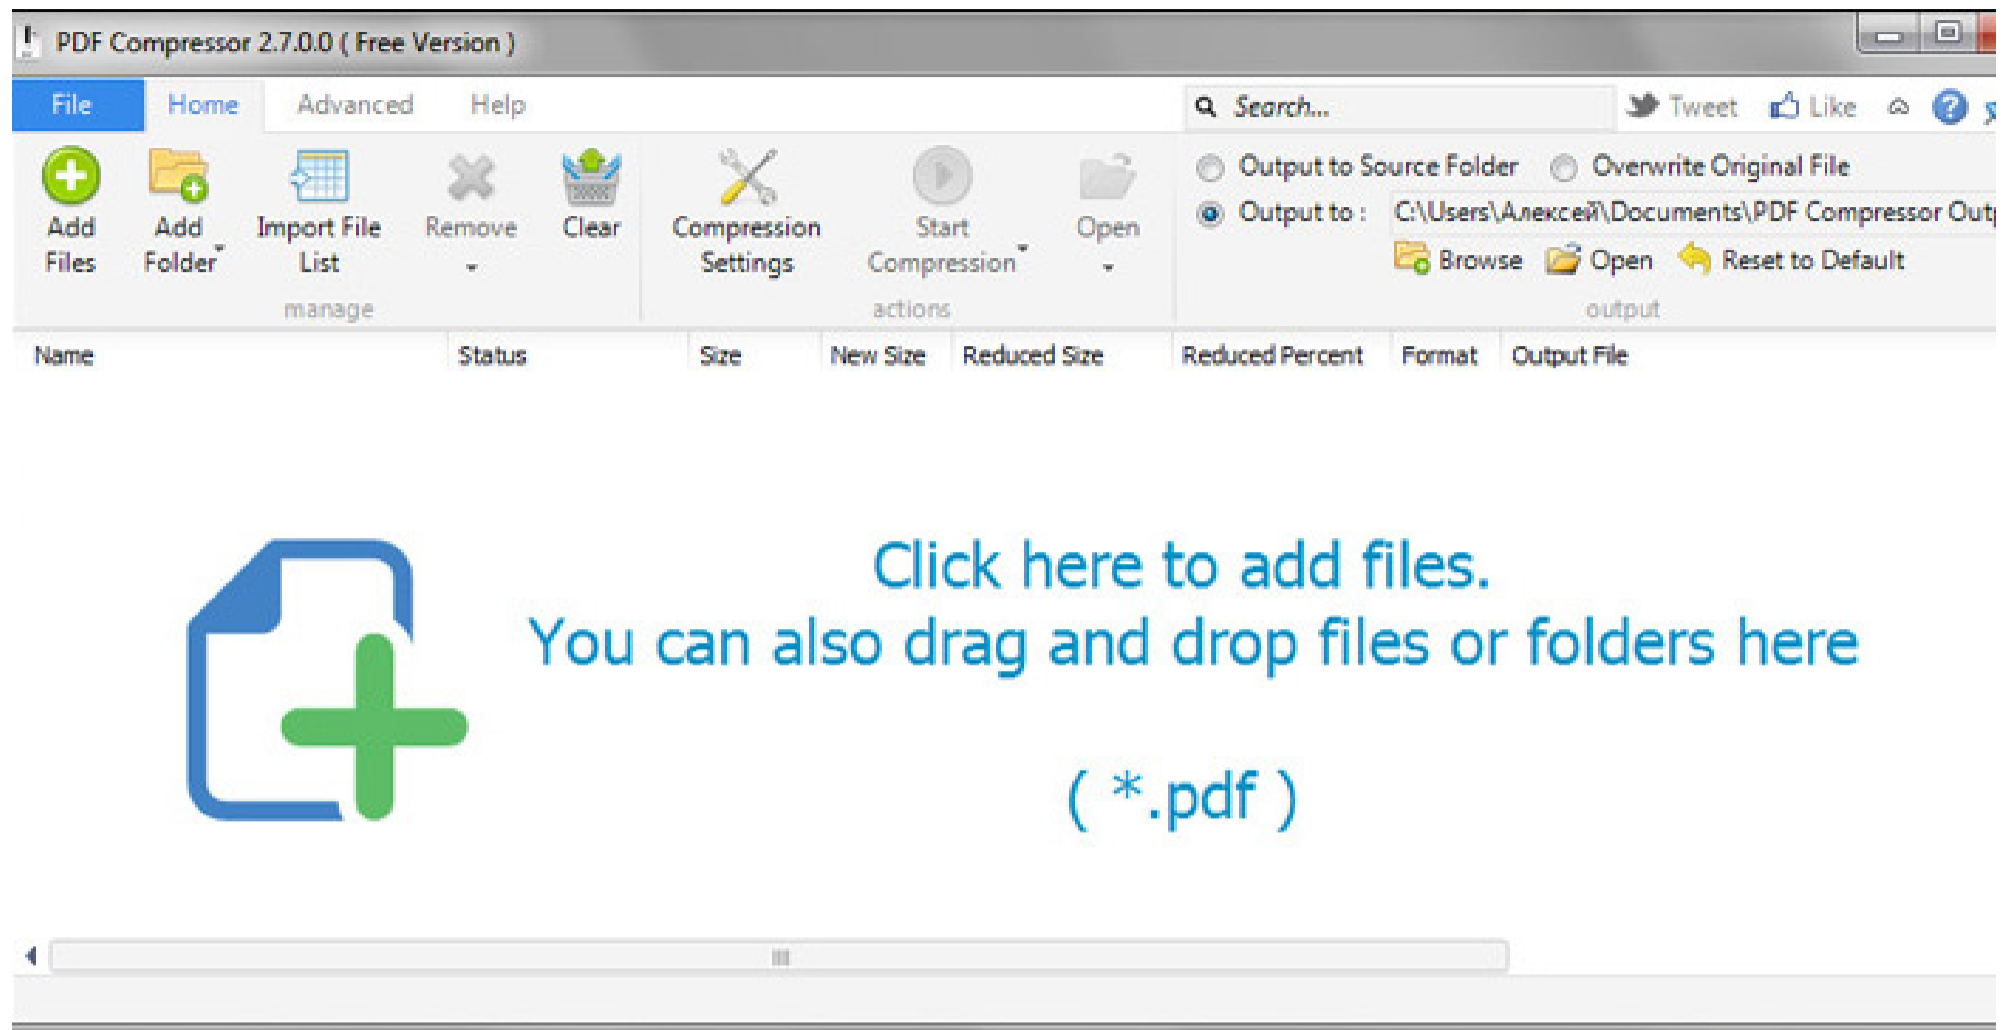 PDF Compressor 2.7.0.0 ( Free Version )
File Home Advanced Help Search... Tweet Like
Add Files
Add Folder
Import File List
Remove
Clear
manage
Compression Settings
Start Compression
Open
actions
Output to Source Folder Overwrite Original File
Output to : C:\Users\Алексей\Documents\PDF Compressor Outp
Browse Open Reset to Default
output
Name Status Size New Size Reduced Size Reduced Percent Format Output File
Click here to add files.
You can also drag and drop files or folders here
( *.pdf )